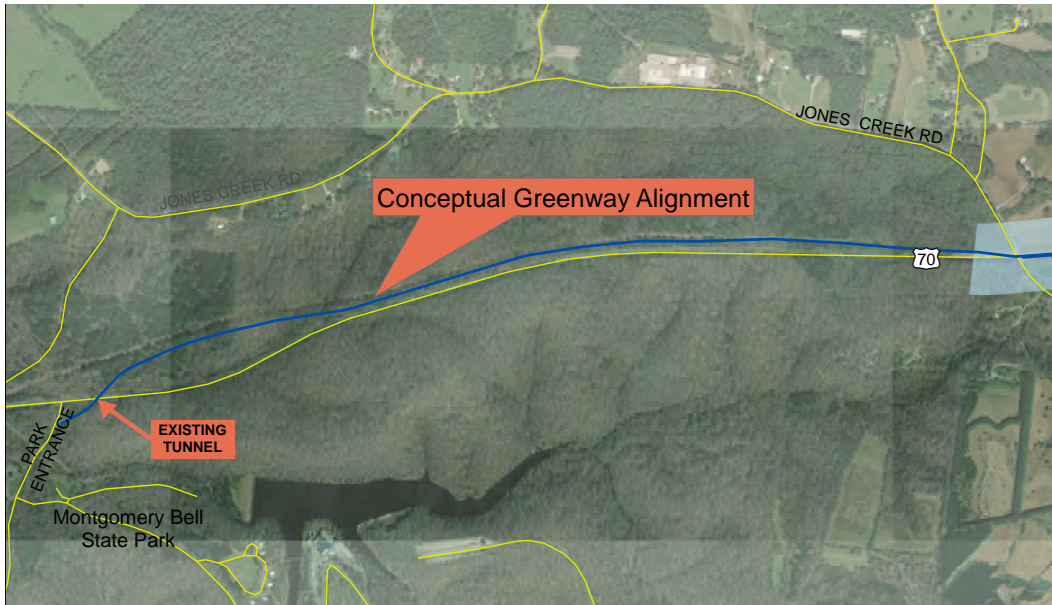 JONES CREEK RD
JONES CREEK RD
Conceptual Greenway Alignment
70
EXISTING
TUNNEL
PARK
ENTRANCE
Montgomery Bell
State Park